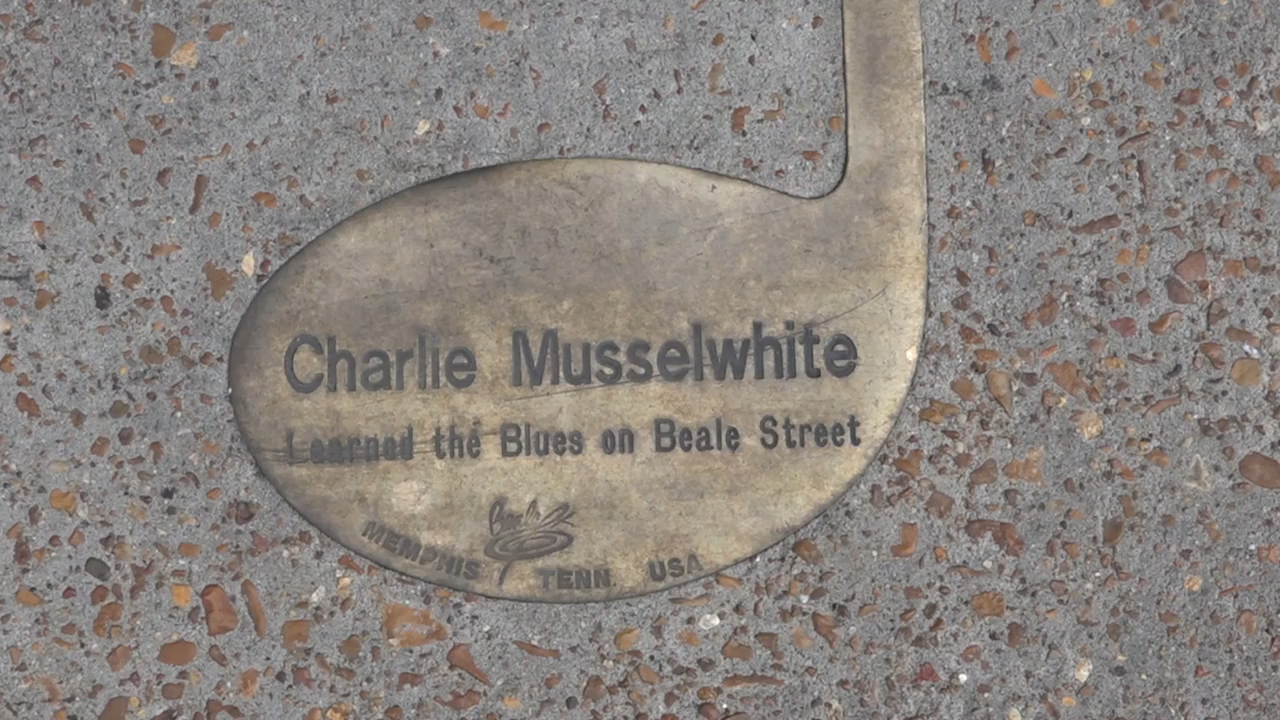 Charlie Musselwhite
Learned the Blues on Beale Street
MEMPHIS TENN. USA